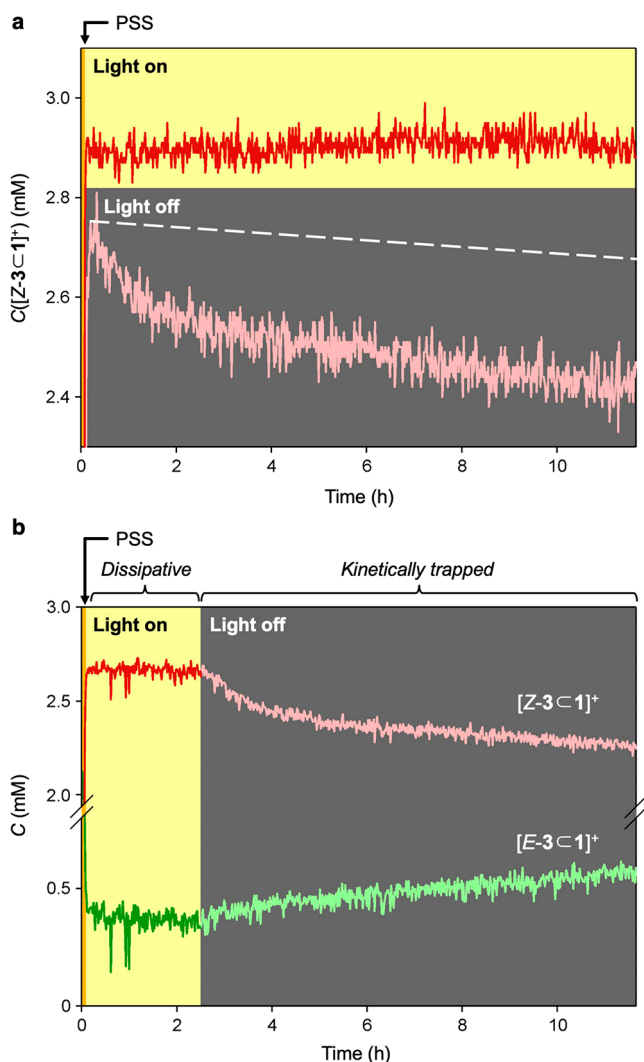 a
PSS
Light on
Light off
3.0
2.8
2.6
2.4
C([Z-3⊂1]⁺) (mM)
0 2 4 6 8 10
Time (h)
b
PSS
Dissipative Kinetically trapped
Light on Light off
3.0
2.5
2.0
0.5
0
C (mM)
[Z-3⊂1]⁺
[E-3⊂1]⁺
0 2 4 6 8 10
Time (h)